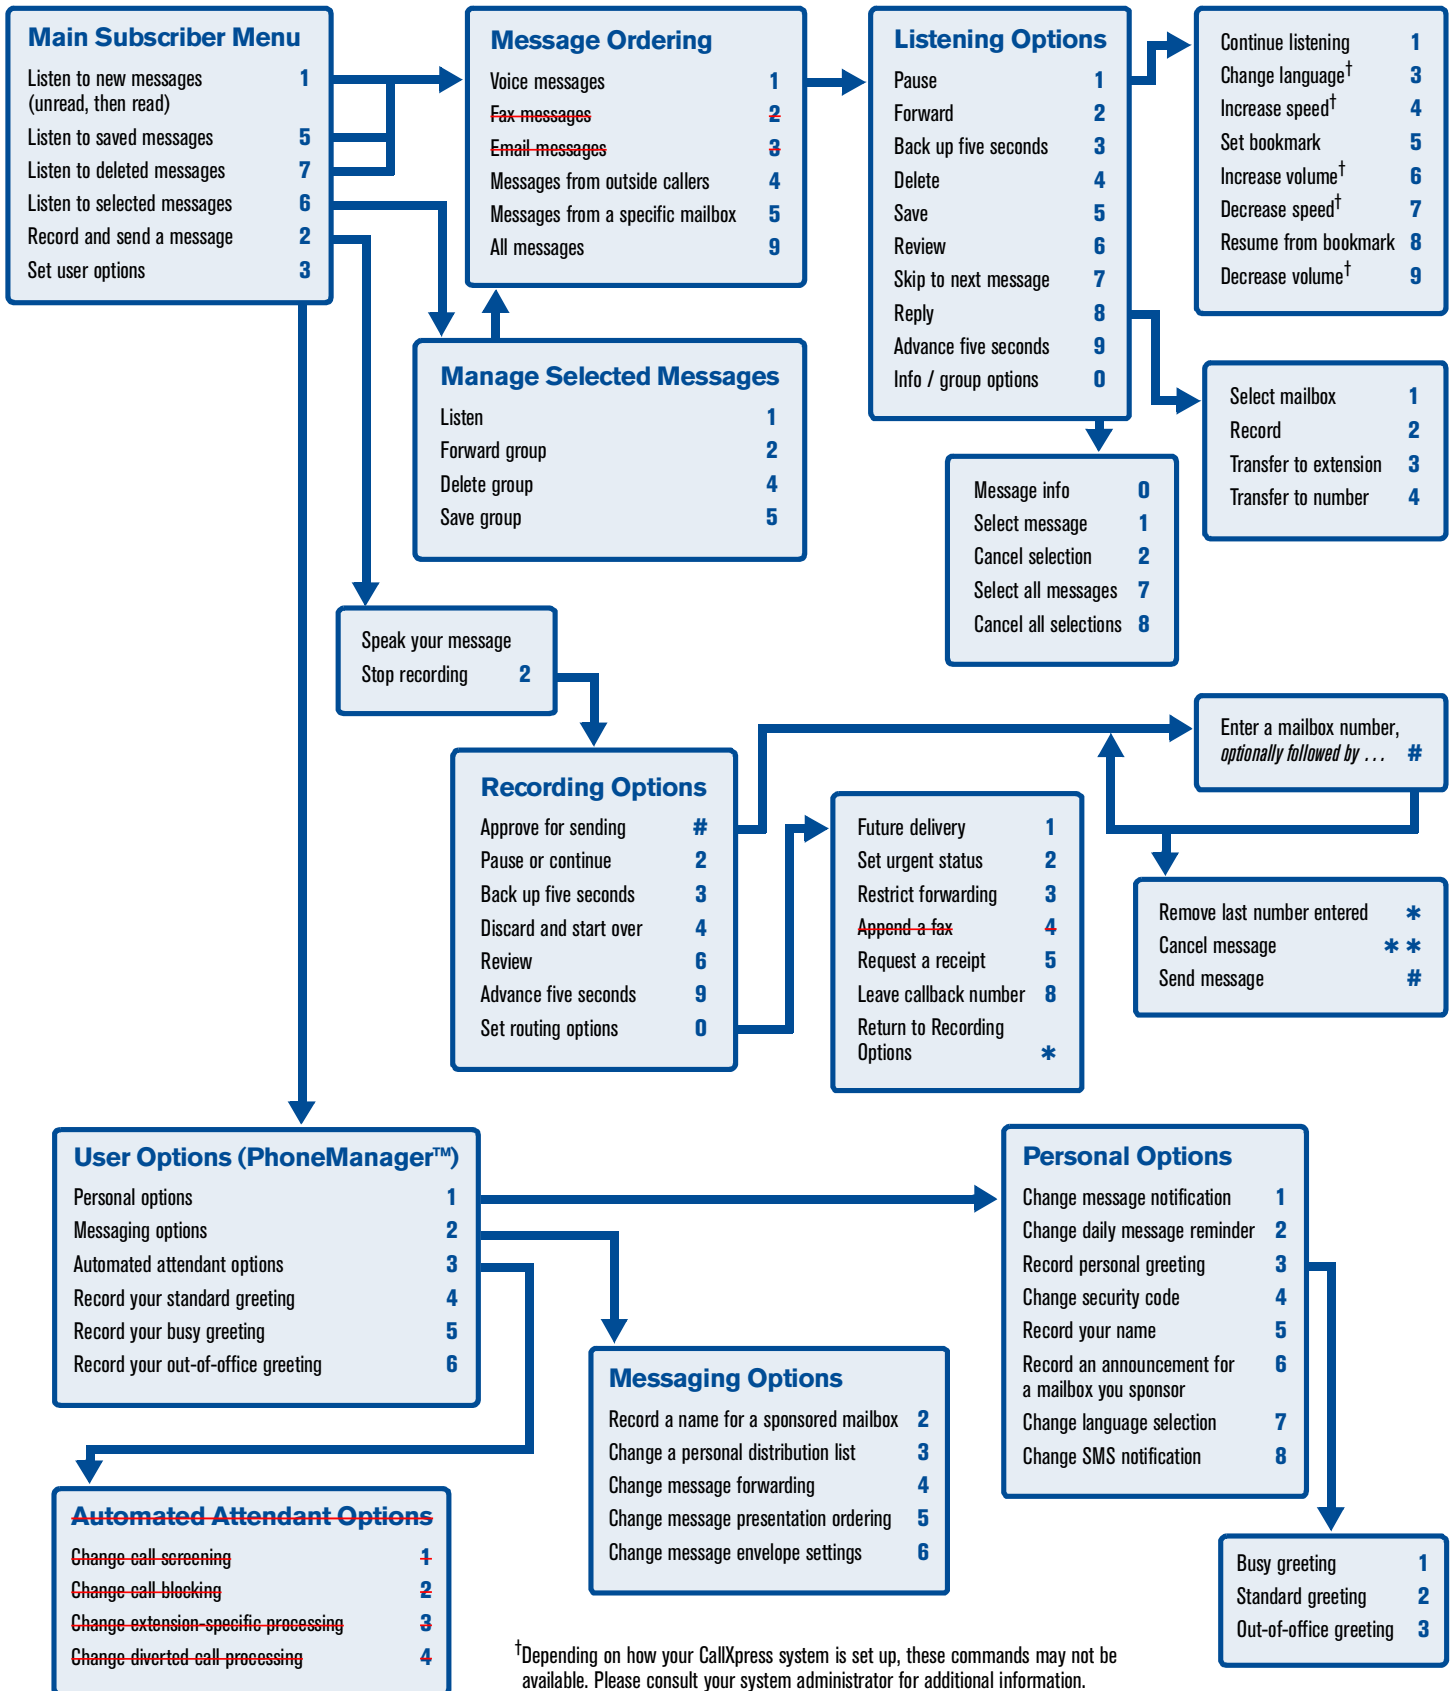 Main Subscriber Menu
Listen to new messages 1
(unread, then read)
Listen to saved messages 5
Listen to deleted messages 7
Listen to selected messages 6
Record and send a message 2
Set user options 3
Message Ordering
Voice messages 1
Fax messages 2
Email messages 3
Messages from outside callers 4
Messages from a specific mailbox 5
All messages 9
Listening Options
Pause 1
Forward 2
Back up five seconds 3
Delete 4
Save 5
Review 6
Skip to next message 7
Reply 8
Advance five seconds 9
Info / group options 0
Continue listening 1
Change language† 3
Increase speed† 4
Set bookmark 5
Increase volume† 6
Decrease speed† 7
Resume from bookmark 8
Decrease volume† 9
Manage Selected Messages
Listen 1
Forward group 2
Delete group 4
Save group 5
Select mailbox 1
Record 2
Transfer to extension 3
Transfer to number 4
Message info 0
Select message 1
Cancel selection 2
Select all messages 7
Cancel all selections 8
Speak your message
Stop recording 2
Recording Options
Approve for sending #
Pause or continue 2
Back up five seconds 3
Discard and start over 4
Review 6
Advance five seconds 9
Set routing options 0
Future delivery 1
Set urgent status 2
Restrict forwarding 3
Append a fax 4
Request a receipt 5
Leave callback number 8
Return to Recording
Options *
Enter a mailbox number,
optionally followed by . . . #
Remove last number entered *
Cancel message * *
Send message #
User Options (PhoneManager™)
Personal options 1
Messaging options 2
Automated attendant options 3
Record your standard greeting 4
Record your busy greeting 5
Record your out-of-office greeting 6
Personal Options
Change message notification 1
Change daily message reminder 2
Record personal greeting 3
Change security code 4
Record your name 5
Record an announcement for 6
a mailbox you sponsor
Change language selection 7
Change SMS notification 8
Messaging Options
Record a name for a sponsored mailbox 2
Change a personal distribution list 3
Change message forwarding 4
Change message presentation ordering 5
Change message envelope settings 6
Automated Attendant Options
Change call screening 1
Change call blocking 2
Change extension-specific processing 3
Change diverted call processing 4
Busy greeting 1
Standard greeting 2
Out-of-office greeting 3
†Depending on how your CallXpress system is set up, these commands may not be
available. Please consult your system administrator for additional information.